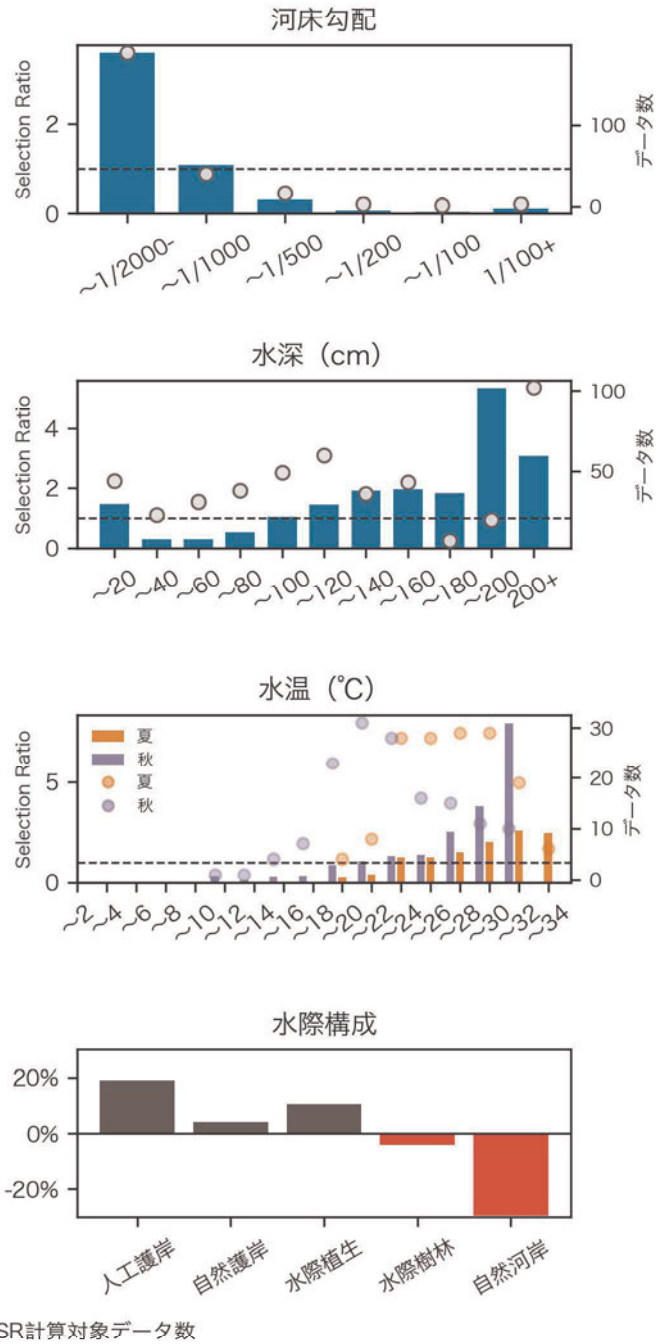 河床勾配
Selection Ratio
2
0
データ数
100
0
～1/2000-
～1/1000
～1/500
～1/200
～1/100
1/100+
水深（cm）
Selection Ratio
4
2
0
データ数
100
50
～20
～40
～60
～80
～100
～120
～140
～160
～180
～200
200+
水温（℃）
Selection Ratio
5
0
夏
秋
夏
秋
データ数
30
20
10
0
～2
～4
～6
～8
～10
～12
～14
～16
～18
～20
～22
～24
～26
～28
～30
～32
～34
水際構成
20%
0%
-20%
人工護岸
自然護岸
水際植生
水際樹林
自然河岸
SR計算対象データ数